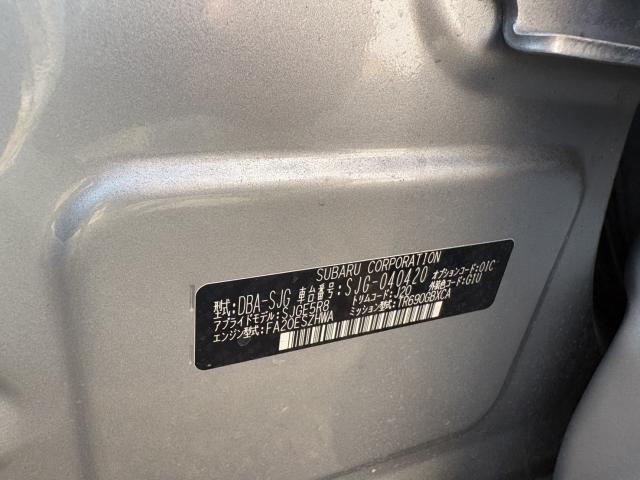 SUBARU CORPORATION
型式:DBA-SJG 車台番号:SJG-040420 オプションコード:OIC
アプライドモデル:SJGE5R8 トリムコード:J20 外装色コード:G1U
エンジン型式:FA20ESZHWA ミッション型式:TR690GBXCA